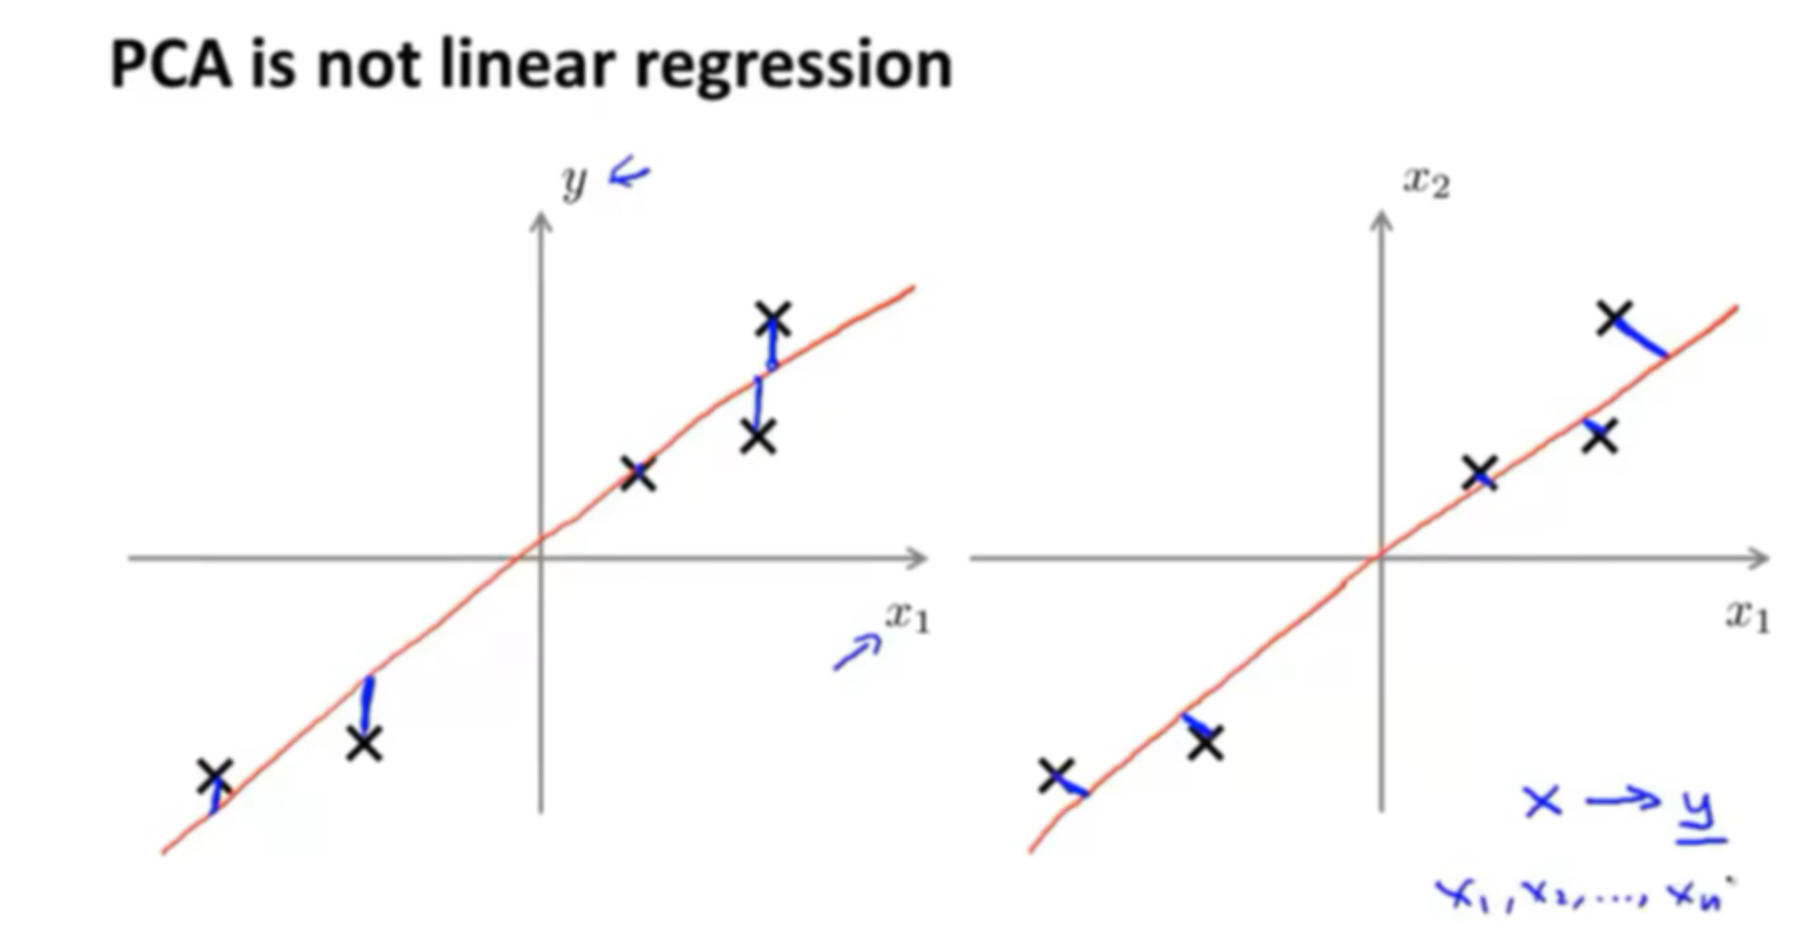 PCA is not linear regression
y ←
x₁
x₂
x₁
x → y
x₁, x₂, ..., xₙ